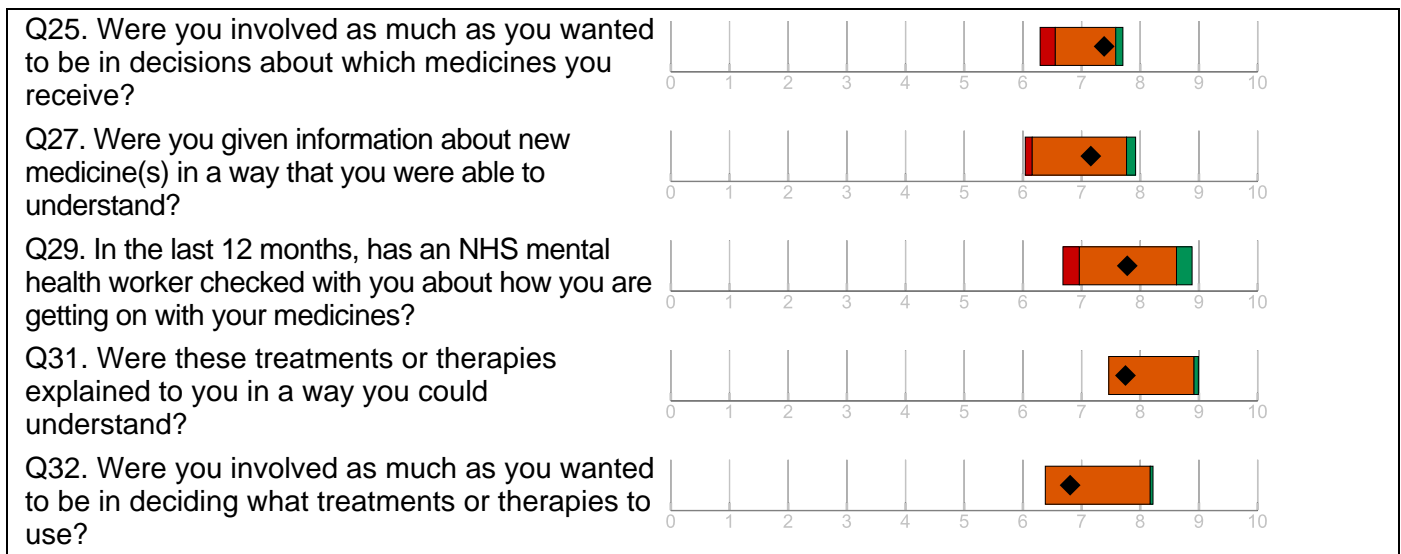 Q25. Were you involved as much as you wanted
to be in decisions about which medicines you
receive?
0 1 2 3 4 5 6 7 8 9 10
Q27. Were you given information about new
medicine(s) in a way that you were able to
understand?
0 1 2 3 4 5 6 7 8 9 10
Q29. In the last 12 months, has an NHS mental
health worker checked with you about how you are
getting on with your medicines?
0 1 2 3 4 5 6 7 8 9 10
Q31. Were these treatments or therapies
explained to you in a way you could
understand?
0 1 2 3 4 5 6 7 8 9 10
Q32. Were you involved as much as you wanted
to be in deciding what treatments or therapies to
use?
0 1 2 3 4 5 6 7 8 9 10